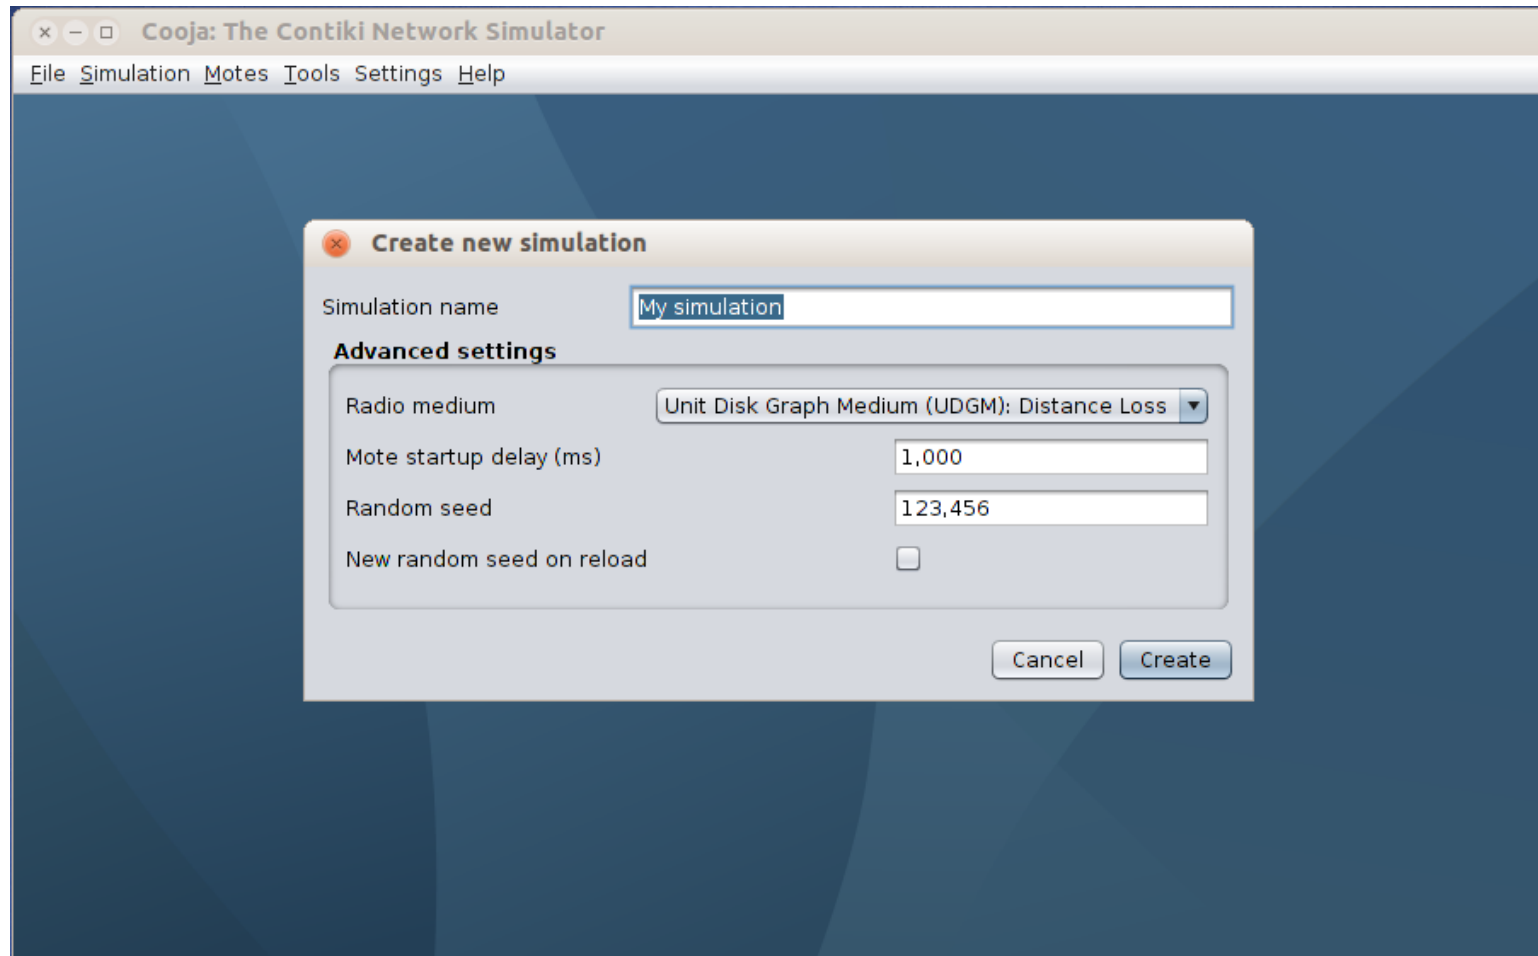 Cooja: The Contiki Network Simulator
File Simulation Motes Tools Settings Help
Create new simulation
Simulation name My simulation
Advanced settings
Radio medium Unit Disk Graph Medium (UDGM): Distance Loss
Mote startup delay (ms) 1,000
Random seed 123,456
New random seed on reload
Cancel Create